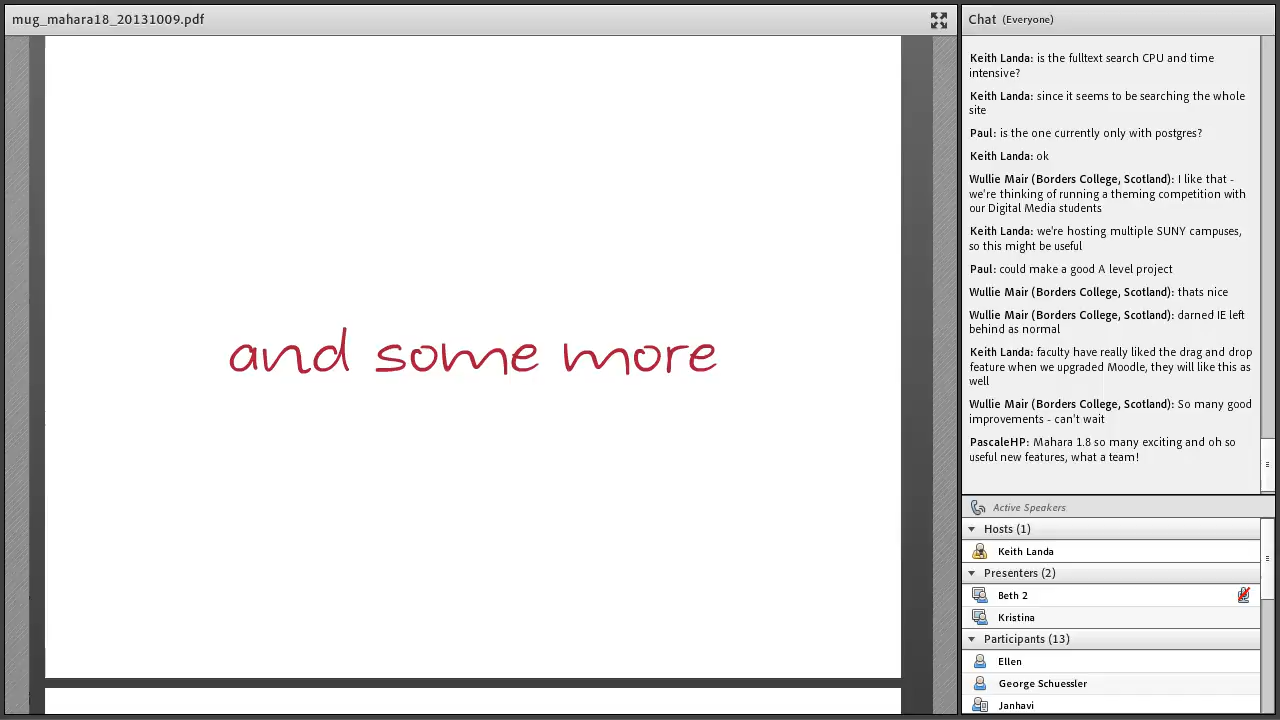 mug_mahara18_20131009.pdf
and some more
Chat (Everyone)
Keith Landa: is the fulltext search CPU and time
intensive?
Keith Landa: since it seems to be searching the whole
site
Paul: is the one currently only with postgres?
Keith Landa: ok
Wullie Mair (Borders College, Scotland): I like that -
we're thinking of running a theming competition with
our Digital Media students
Keith Landa: we're hosting multiple SUNY campuses,
so this might be useful
Paul: could make a good A level project
Wullie Mair (Borders College, Scotland): thats nice
Wullie Mair (Borders College, Scotland): darned IE left
behind as normal
Keith Landa: faculty have really liked the drag and drop
feature when we upgraded Moodle, they will like this as
well
Wullie Mair (Borders College, Scotland): So many good
improvements - can't wait
PascaleHP: Mahara 1.8 so many exciting and oh so
useful new features, what a team!
Active Speakers
Hosts (1)
Keith Landa
Presenters (2)
Beth 2
Kristina
Participants (13)
Ellen
George Schuessler
Janhavi